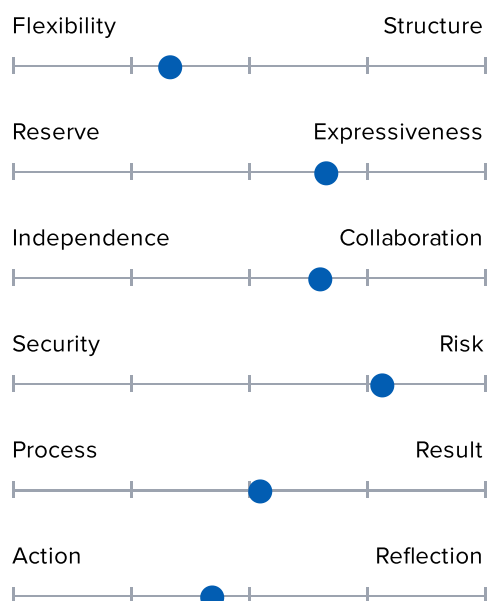 Flexibility Structure
Reserve Expressiveness
Independence Collaboration
Security Risk
Process Result
Action Reflection